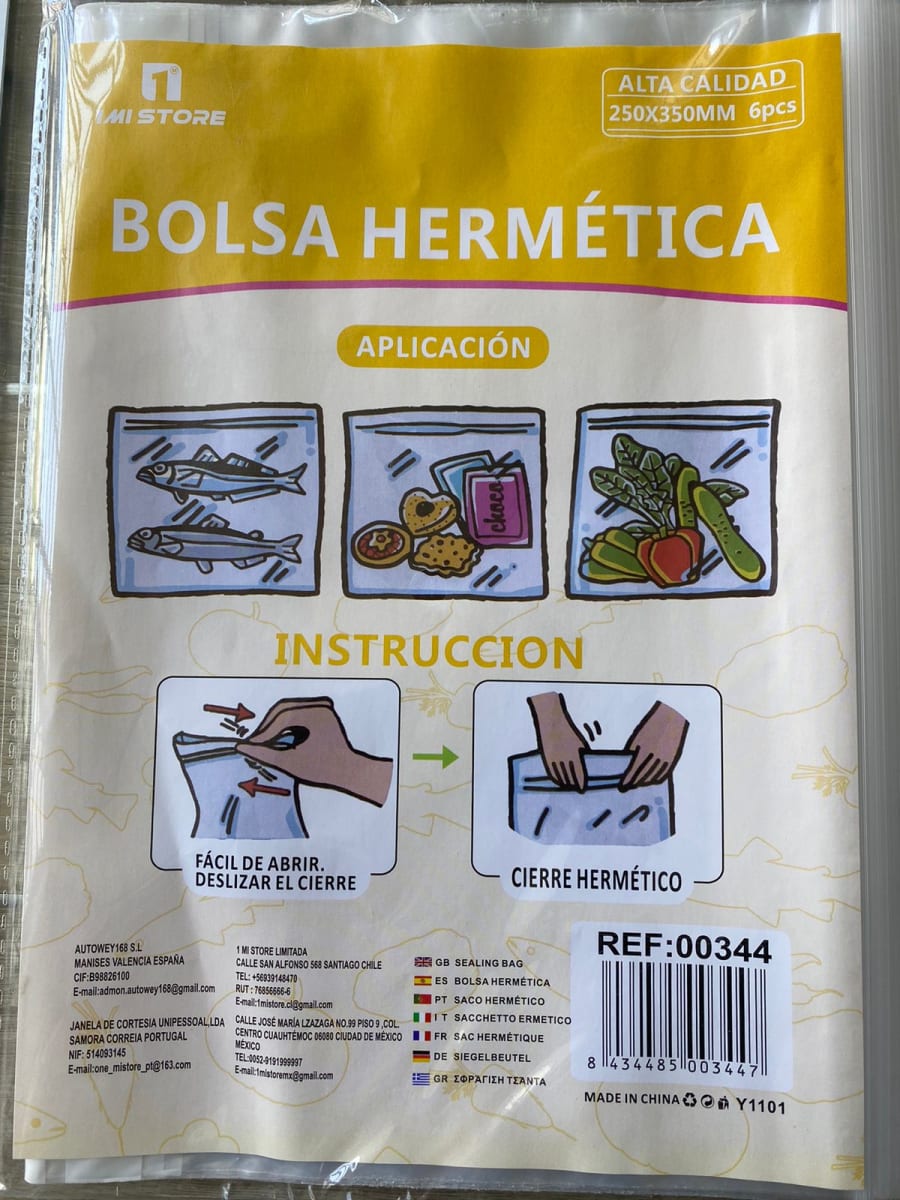 1
1MI STORE
ALTA CALIDAD
250X350MM 6pcs
BOLSA HERMÉTICA
APLICACIÓN
choco
INSTRUCCION
FÁCIL DE ABRIR.
DESLIZAR EL CIERRE
CIERRE HERMÉTICO
AUTOWEY168 S.L
MANISES VALENCIA ESPAÑA
CIF:B98826100
E-mail:admon.autowey168@gmail.com
JANELA DE CORTESIA UNIPESSOAL,LDA
SAMORA CORREIA PORTUGAL
NIF: 514093145
E-mail:one_mistore_pt@163.com
1 MI STORE LIMITADA
CALLE SAN ALFONSO 568 SANTIAGO CHILE
TEL: +56939148470
RUT : 76856666-6
E-mail:1mistore.cl@gmail.com
CALLE JOSÉ MARÍA LZAZAGA NO.99 PISO 9 ,COL.
CENTRO CUAUHTÉMOC 06080 CIUDAD DE MÉXICO
MÉXICO
TEL:0052-9191999997
E-mail:1mistoremx@gmail.com
GB SEALING BAG
ES BOLSA HERMÉTICA
PT SACO HERMÉTICO
IT SACCHETTO ERMETICO
FR SAC HERMÉTIQUE
DE SIEGELBEUTEL
GR ΣΦΡΆΓΙΣΗ ΤΣΆΝΤΑ
REF:00344
8 434485 003447
MADE IN CHINA Y1101